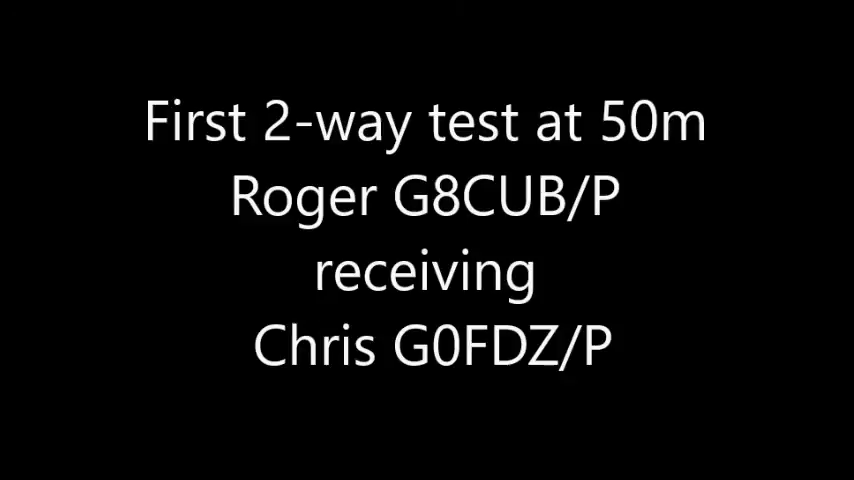 First 2-way test at 50m
Roger G8CUB/P
receiving
Chris G0FDZ/P